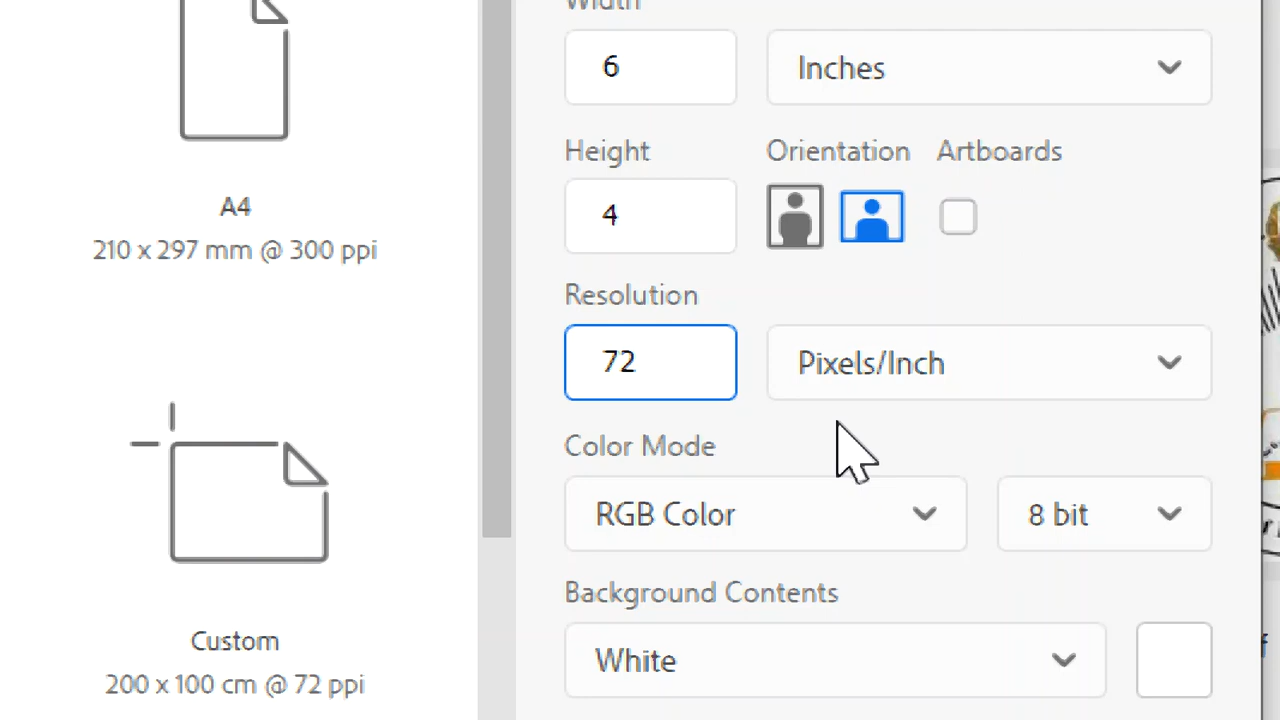 A4
210 x 297 mm @ 300 ppi
Custom
200 x 100 cm @ 72 ppi
Width
6
Inches
Height
Orientation
Artboards
4
Resolution
72
Pixels/Inch
Color Mode
RGB Color
8 bit
Background Contents
White
f